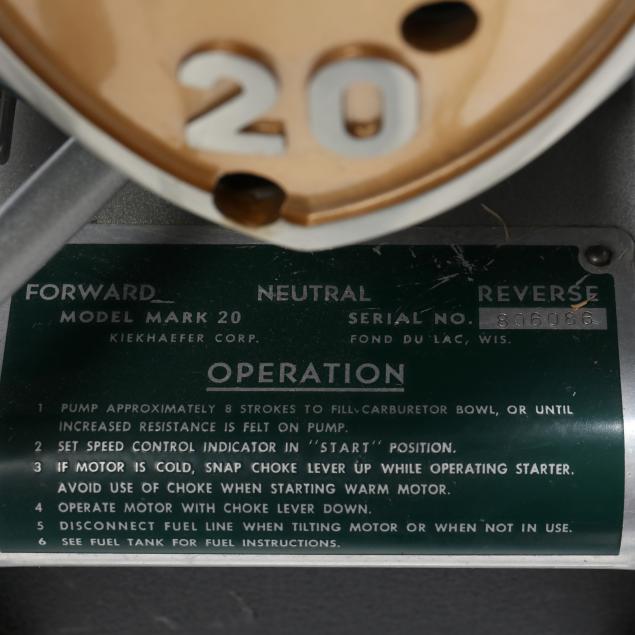 20
FORWARD NEUTRAL REVERSE
MODEL MARK 20 SERIAL NO. 806086
KIEKHAEFER CORP. FOND DU LAC, WIS.
OPERATION
1 PUMP APPROXIMATELY 8 STROKES TO FILL CARBURETOR BOWL, OR UNTIL
INCREASED RESISTANCE IS FELT ON PUMP.
2 SET SPEED CONTROL INDICATOR IN "START" POSITION.
3 IF MOTOR IS COLD, SNAP CHOKE LEVER UP WHILE OPERATING STARTER.
AVOID USE OF CHOKE WHEN STARTING WARM MOTOR.
4 OPERATE MOTOR WITH CHOKE LEVER DOWN.
5 DISCONNECT FUEL LINE WHEN TILTING MOTOR OR WHEN NOT IN USE.
6 SEE FUEL TANK FOR FUEL INSTRUCTIONS.